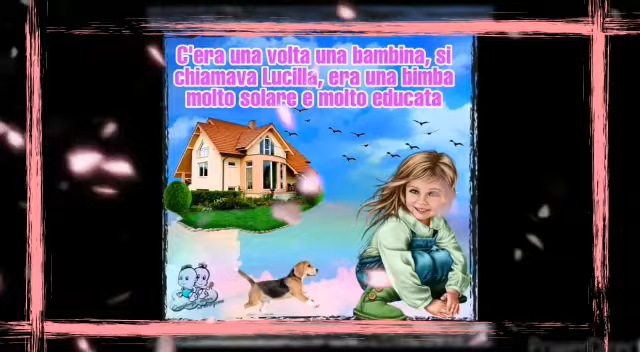 C'era una volta una bambina, si
chiamava Lucilla, era una bimba
molto solare e molto educata